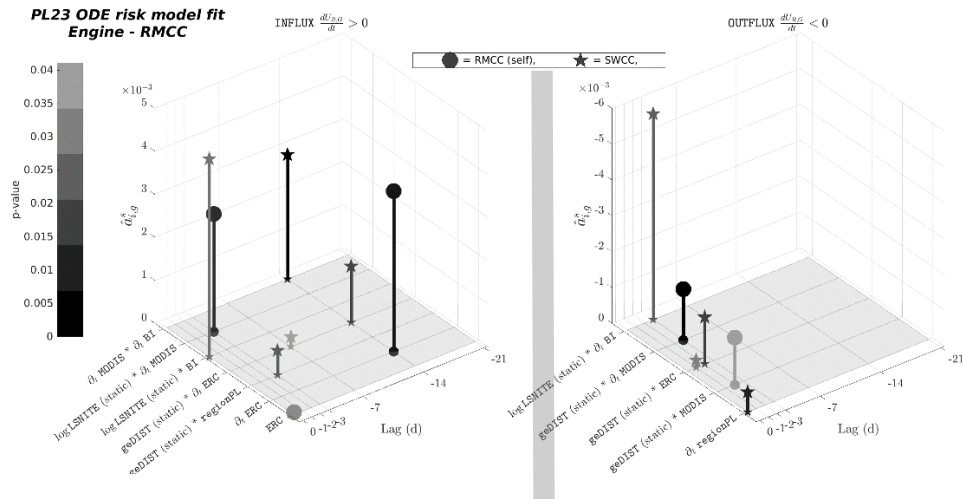 PL23 ODE risk model fit
Engine - RMCC
INFLUX dU_{R,G}/dt > 0
OUTFLUX dU_{R,G}/dt < 0
= RMCC (self), = SWCC,
p-value
0.04
0.035
0.03
0.025
0.02
0.015
0.01
0.005
0
×10⁻³
5
4
3
2
1
0
â^s_{i,g}
∂_t MODIS * ∂_t BI
log LSNITE (static) * ∂_t MODIS
log LSNITE (static) * BI
geDIST (static) * ∂_t ERC
geDIST (static) * regionPL
∂_t ERC
ERC
0 -1 -2 -3
-7
-14
-21
Lag (d)
×10⁻³
-6
-5
-4
-3
-2
-1
0
â^s_{i,g}
log LSNITE (static) * ∂_t BI
geDIST (static) * ∂_t MODIS
geDIST (static) * ERC
geDIST (static) * MODIS
∂_t regionPL
0 -1 -2 -3
-7
-14
-21
Lag (d)